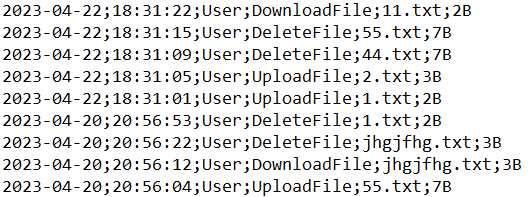 2023-04-22;18:31:22;User;DownloadFile;11.txt;2B
2023-04-22;18:31:15;User;DeleteFile;55.txt;7B
2023-04-22;18:31:09;User;DeleteFile;44.txt;7B
2023-04-22;18:31:05;User;UploadFile;2.txt;3B
2023-04-22;18:31:01;User;UploadFile;1.txt;2B
2023-04-20;20:56:53;User;DeleteFile;1.txt;2B
2023-04-20;20:56:22;User;DeleteFile;jhgjfhg.txt;3B
2023-04-20;20:56:12;User;DownloadFile;jhgjfhg.txt;3B
2023-04-20;20:56:04;User;UploadFile;55.txt;7B